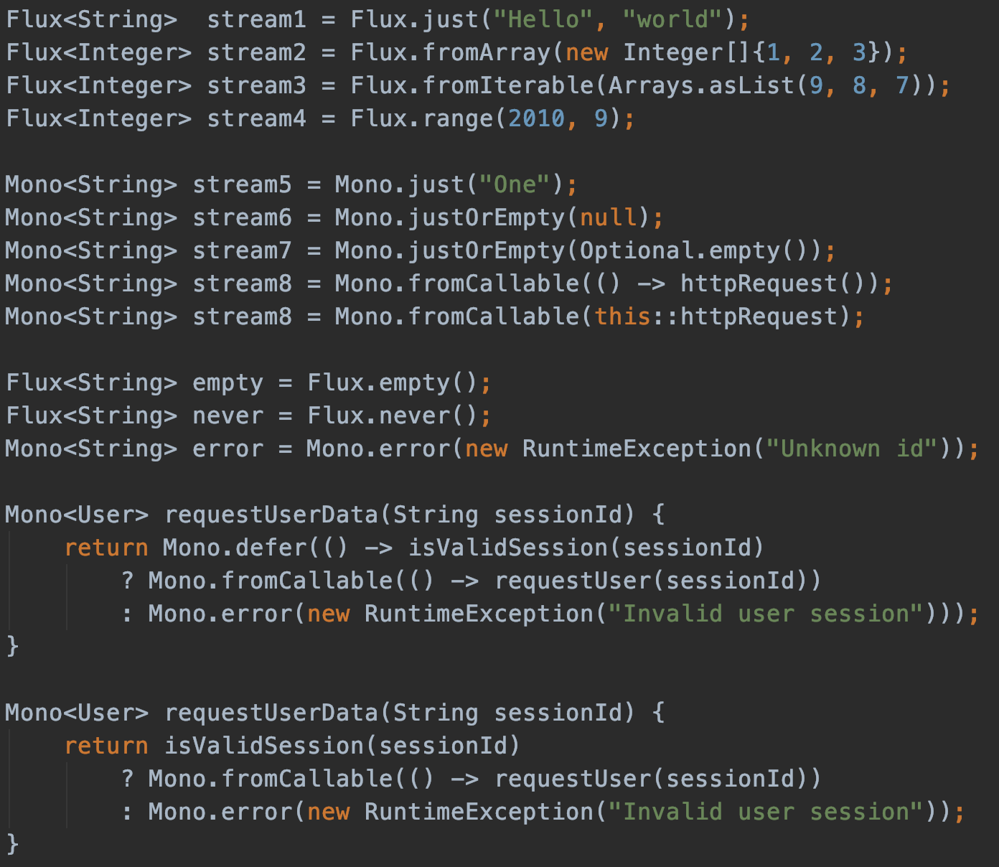 Flux<String>  stream1 = Flux.just("Hello", "world");
Flux<Integer> stream2 = Flux.fromArray(new Integer[]{1, 2, 3});
Flux<Integer> stream3 = Flux.fromIterable(Arrays.asList(9, 8, 7));
Flux<Integer> stream4 = Flux.range(2010, 9);

Mono<String> stream5 = Mono.just("One");
Mono<String> stream6 = Mono.justOrEmpty(null);
Mono<String> stream7 = Mono.justOrEmpty(Optional.empty());
Mono<String> stream8 = Mono.fromCallable(() -> httpRequest());
Mono<String> stream8 = Mono.fromCallable(this::httpRequest);

Flux<String> empty = Flux.empty();
Flux<String> never = Flux.never();
Mono<String> error = Mono.error(new RuntimeException("Unknown id"));

Mono<User> requestUserData(String sessionId) {
    return Mono.defer(() -> isValidSession(sessionId)
        ? Mono.fromCallable(() -> requestUser(sessionId))
        : Mono.error(new RuntimeException("Invalid user session")));
}

Mono<User> requestUserData(String sessionId) {
    return isValidSession(sessionId)
        ? Mono.fromCallable(() -> requestUser(sessionId))
        : Mono.error(new RuntimeException("Invalid user session"));
}